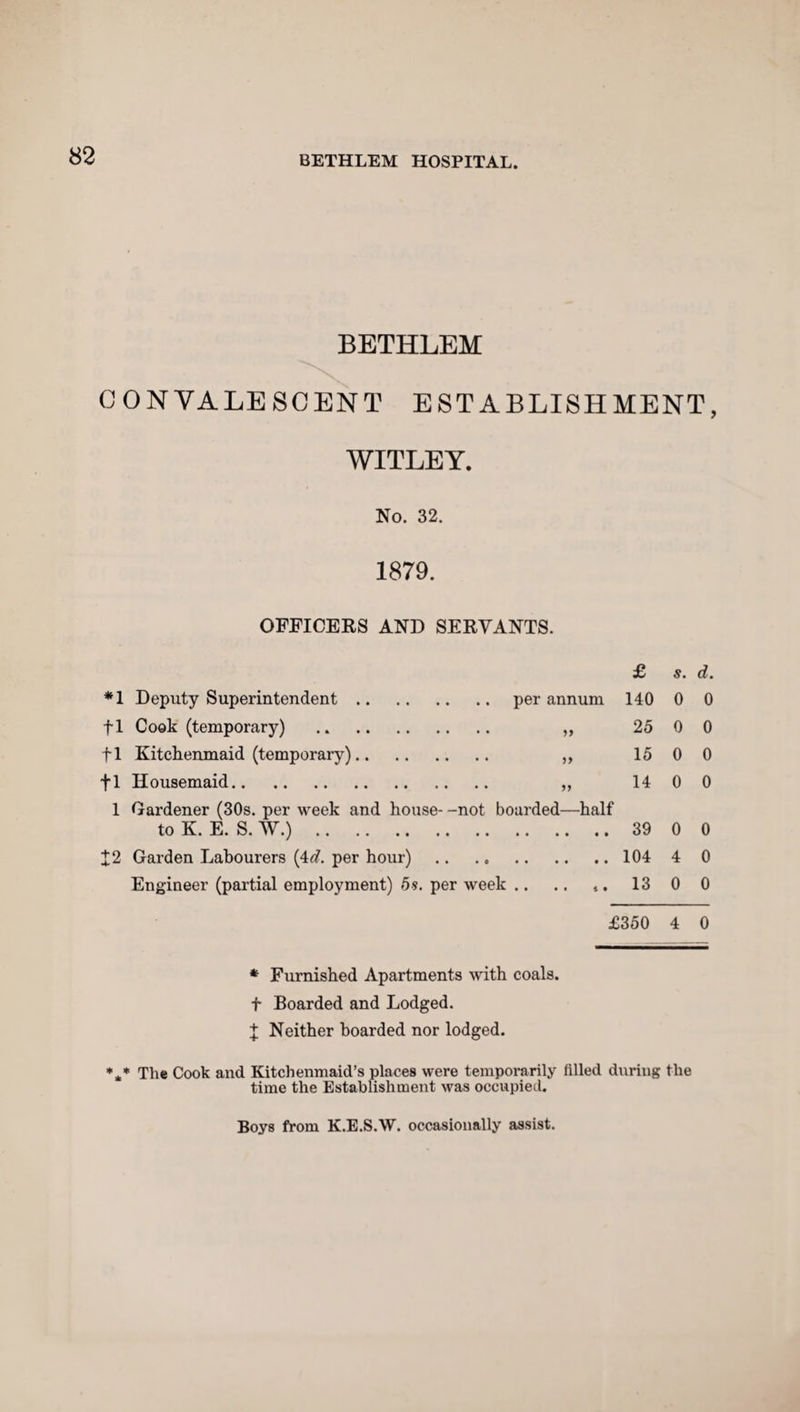 82
BETHLEM HOSPITAL.
BETHLEM
CONVALESCENT ESTABLISHMENT,
WITLEY.
No. 32.
1879.
OFFICERS AND SERVANTS.
£ s. d.
*1 Deputy Superintendent .. .. .. .. .. per annum 140 0 0
†1 Cook (temporary) .. .. .. .. .. .. „ 25 0 0
†1 Kitchenmaid (temporary).. .. .. .. .. „ 15 0 0
†1 Housemaid.. .. .. .. .. .. .. .. „ 14 0 0
1 Gardener (30s. per week and house--not boarded—half
to K. E. S. W.) .. .. .. .. .. .. .. .. .. 39 0 0
‡2 Garden Labourers (4d. per hour) .. .. .. .. .. .. 104 4 0
Engineer (partial employment) 5s. per week .. .. .. 13 0 0
£350 4 0
* Furnished Apartments with coals.
† Boarded and Lodged.
‡ Neither boarded nor lodged.
*⁎* The Cook and Kitchenmaid's places were temporarily filled during the
time the Establishment was occupied.
Boys from K.E.S.W. occasionally assist.